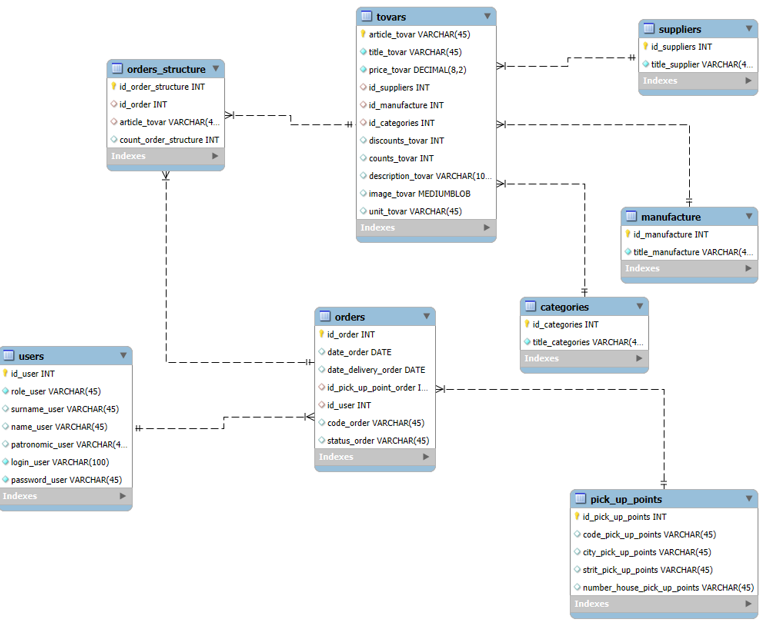 tovars
article_tovar VARCHAR(45)
title_tovar VARCHAR(45)
price_tovar DECIMAL(8,2)
id_suppliers INT
id_manufacture INT
id_categories INT
discounts_tovar INT
counts_tovar INT
description_tovar VARCHAR(10...
image_tovar MEDIUMBLOB
unit_tovar VARCHAR(45)
Indexes
suppliers
id_suppliers INT
title_supplier VARCHAR(4...
Indexes
orders_structure
id_order_structure INT
id_order INT
article_tovar VARCHAR(4...
count_order_structure INT
Indexes
manufacture
id_manufacture INT
title_manufacture VARCHAR(4...
Indexes
categories
id_categories INT
title_categories VARCHAR(4...
Indexes
orders
id_order INT
date_order DATE
date_delivery_order DATE
id_pick_up_point_order I...
id_user INT
code_order VARCHAR(45)
status_order VARCHAR(45)
Indexes
users
id_user INT
role_user VARCHAR(45)
surname_user VARCHAR(45)
name_user VARCHAR(45)
patronomic_user VARCHAR(4...
login_user VARCHAR(100)
password_user VARCHAR(45)
Indexes
pick_up_points
id_pick_up_points INT
code_pick_up_points VARCHAR(45)
city_pick_up_points VARCHAR(45)
strit_pick_up_points VARCHAR(45)
number_house_pick_up_points VARCHAR(45)
Indexes